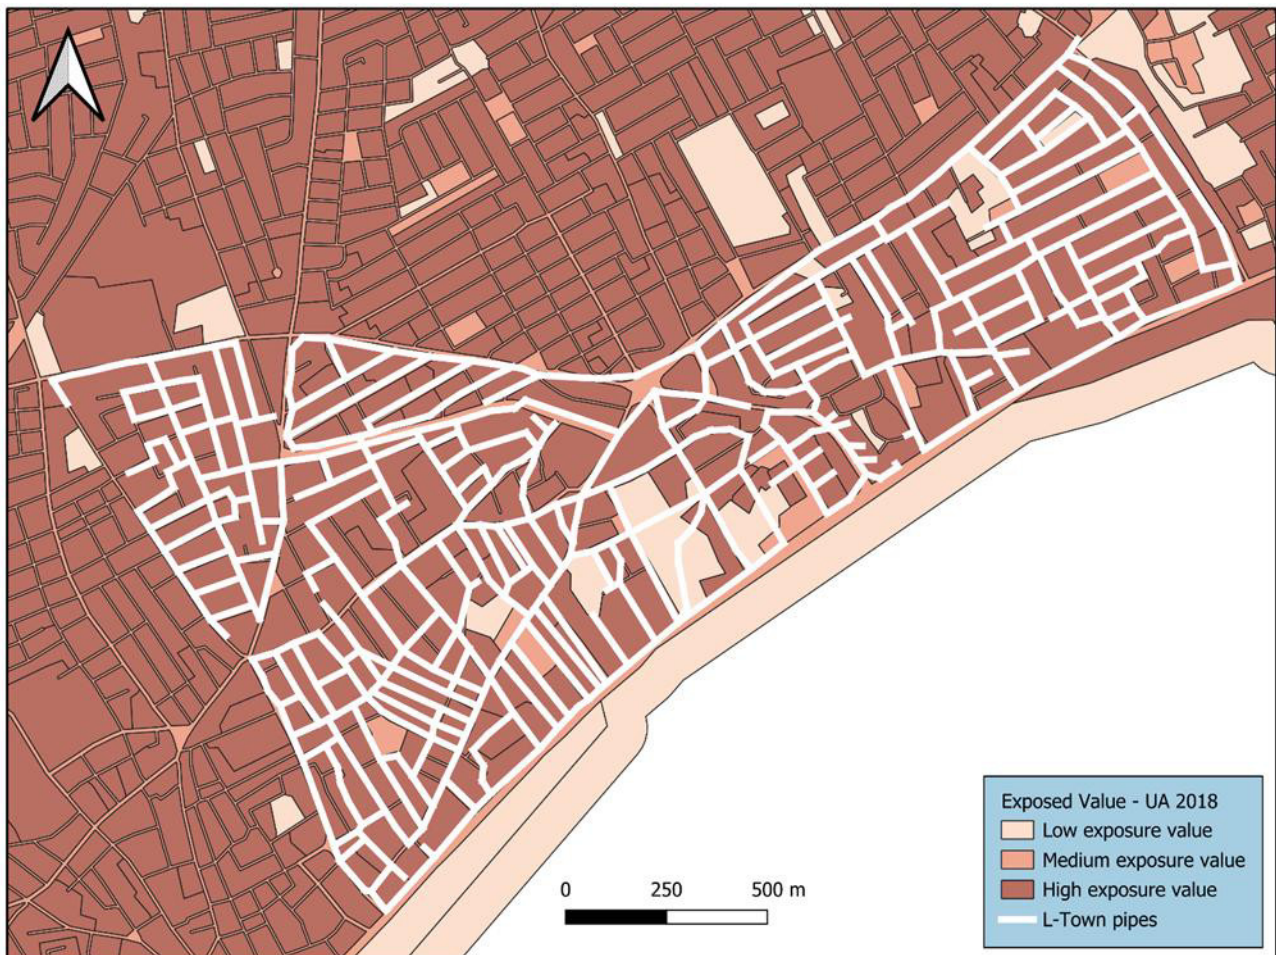 Exposed Value - UA 2018
Low exposure value
Medium exposure value
High exposure value
L-Town pipes
0 250 500 m